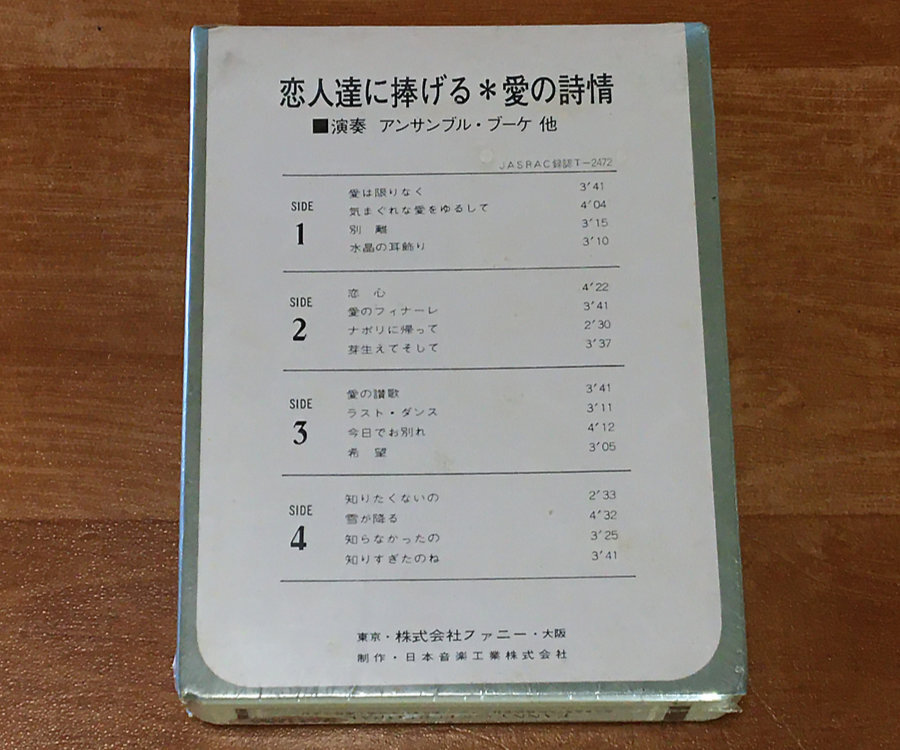 恋人達に捧げる＊愛の詩情
■演奏 アンサンブル・ブーケ 他
JASRAC録認T-2472
SIDE 1
愛は限りなく 3′41
気まぐれな愛をゆるして 4′04
別 離 3′15
水晶の耳飾り 3′10
SIDE 2
恋 心 4′22
愛のフィナーレ 3′41
ナポリに帰って 2′30
芽生えてそして 3′37
SIDE 3
愛の讃歌 3′41
ラスト・ダンス 3′11
今日でお別れ 4′12
希 望 3′05
SIDE 4
知りたくないの 2′33
雪が降る 4′32
知らなかったの 3′25
知りすぎたのね 3′41
東京・株式会社ファニー・大阪
制作・日本音楽工業株式会社